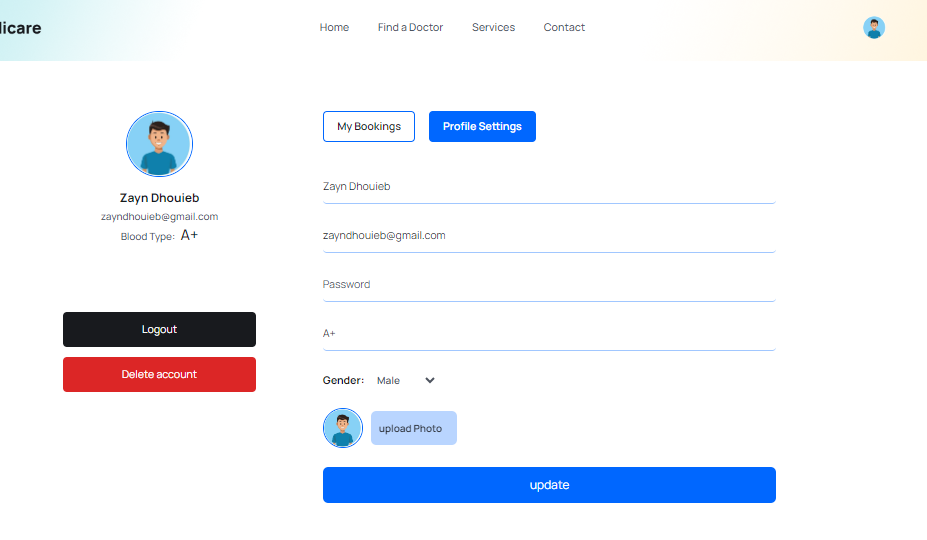 licare
Home Find a Doctor Services Contact
My Bookings Profile Settings
Zayn Dhouieb
zayndhouieb@gmail.com
Blood Type: A+
Logout
Delete account
Zayn Dhouieb
zayndhouieb@gmail.com
Password
A+
Gender: Male
upload Photo
update